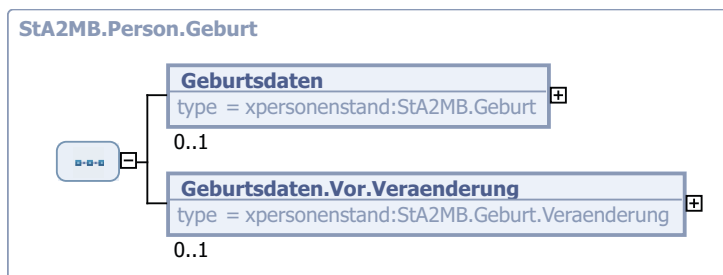 StA2MB.Person.Geburt
Geburtsdaten
type = xpersonenstand:StA2MB.Geburt
0..1
Geburtsdaten.Vor.Veraenderung
type = xpersonenstand:StA2MB.Geburt.Veraenderung
0..1